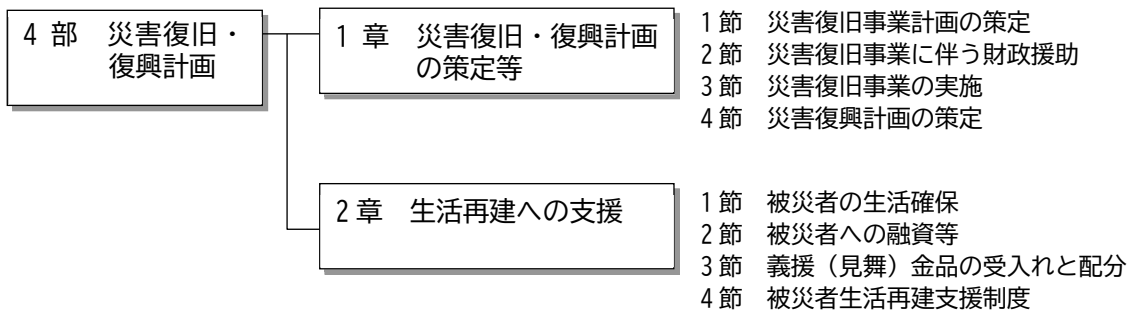 4 部　災害復旧・
復興計画
1 章　災害復旧・復興計画
の策定等
1節　災害復旧事業計画の策定
2節　災害復旧事業に伴う財政援助
3節　災害復旧事業の実施
4節　災害復興計画の策定
2章　生活再建への支援
1節　被災者の生活確保
2節　被災者への融資等
3節　義援（見舞）金品の受入れと配分
4節　被災者生活再建支援制度